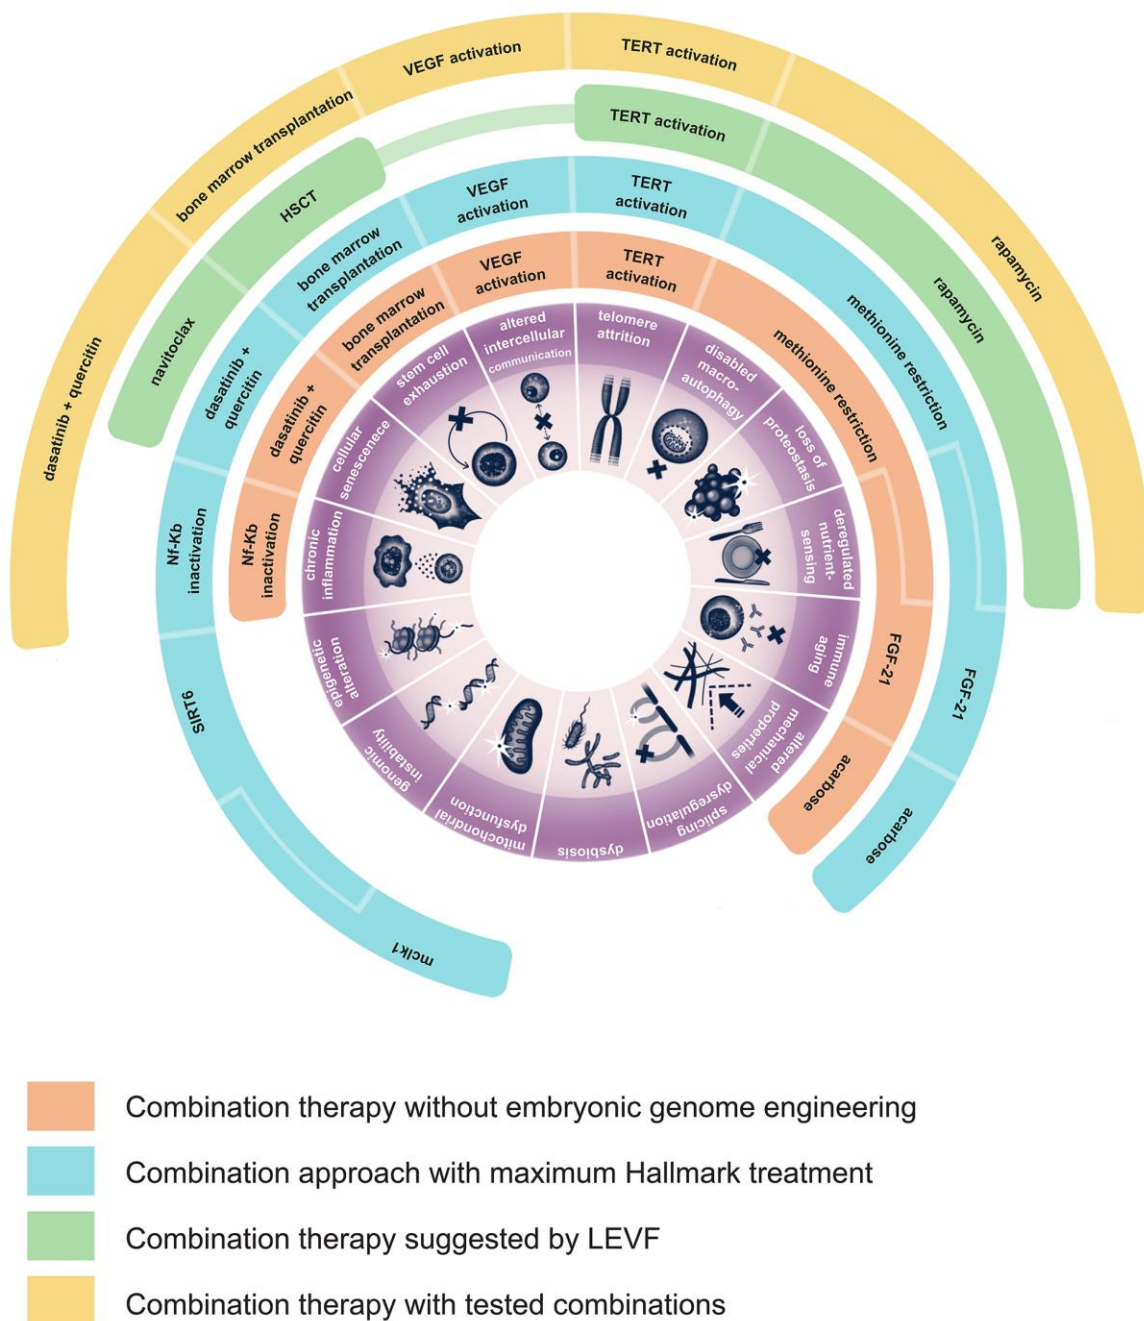 dasatinib + quercitin
bone marrow transplantation
VEGF activation
TERT activation
rapamycin
navitoclax
HSCT
TERT activation
rapamycin
mclk1
SIRT6
Nf-Kb
inactivation
dasatinib +
quercitin
bone marrow
transplantation
VEGF
activation
TERT
activation
methionine restriction
FGF-21
acarbose
Nf-Kb
inactivation
dasatinib +
quercitin
bone marrow
transplantation
VEGF
activation
TERT
activation
methionine restriction
FGF-21
acarbose
telomere
attrition
disabled
macro-
autophagy
loss of
proteostasis
deregulated
nutrient-
sensing
immune
aging
altered
mechanical
properties
splicing
dysregulation
dysbiosis
mitochondrial
dysfunction
genomic
instability
epigenetic
alteration
chronic
inflammation
cellular
senescenece
stem cell
exhaustion
altered
intercellular
communication
Combination therapy without embryonic genome engineering
Combination approach with maximum Hallmark treatment
Combination therapy suggested by LEVF
Combination therapy with tested combinations